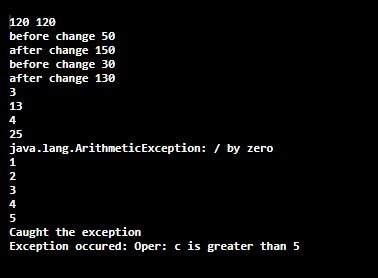 120 120
before change 50
after change 150
before change 30
after change 130
3
13
4
25
java.lang.ArithmeticException: / by zero
1
2
3
4
5
Caught the exception
Exception occured: Oper: c is greater than 5